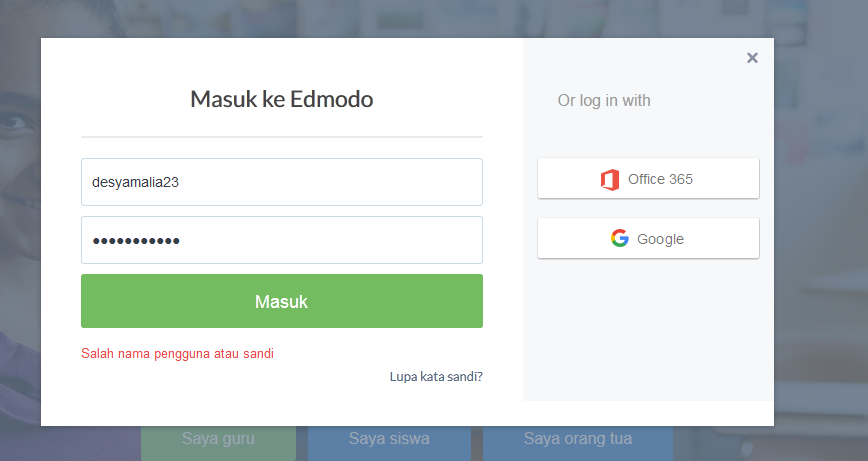 Masuk ke Edmodo
desyamalia23
•••••••••••
Masuk
Salah nama pengguna atau sandi
Lupa kata sandi?
×
Or log in with
Office 365
Google
Saya guru
Saya siswa
Saya orang tua